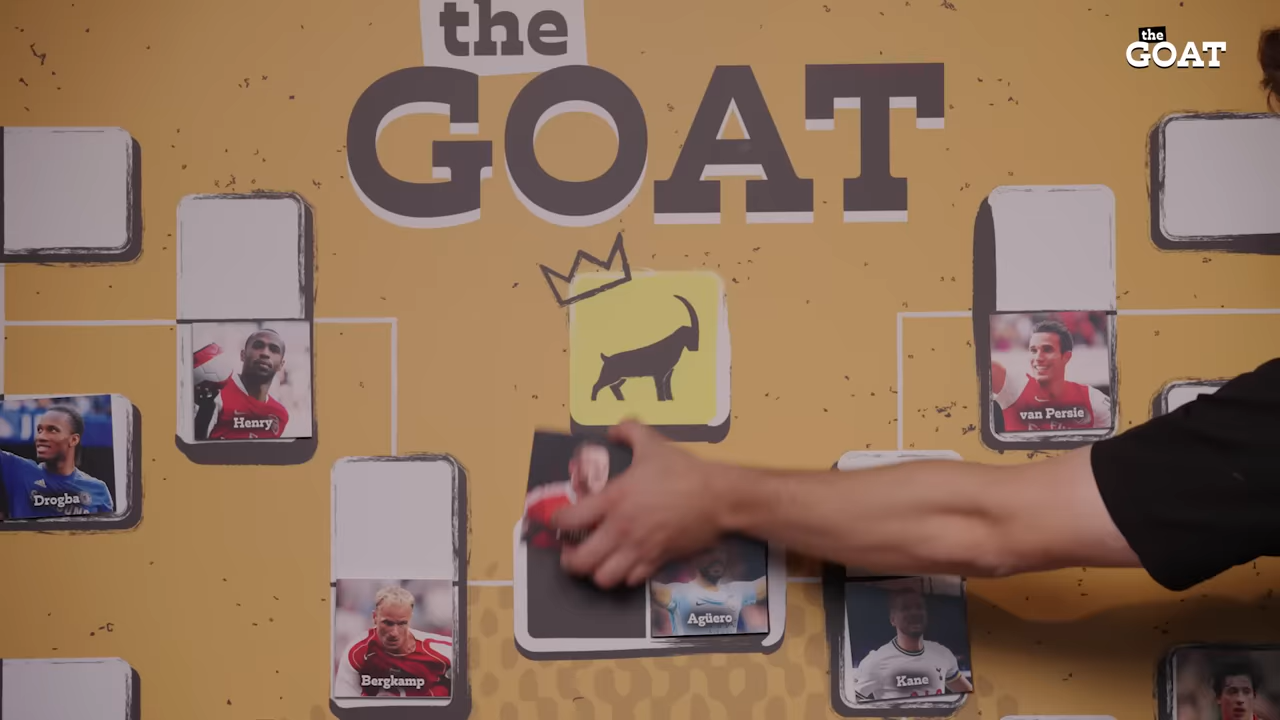 the
GOAT
the
GOAT
Henry
van Persie
Drogba
Agüero
Bergkamp
Kane